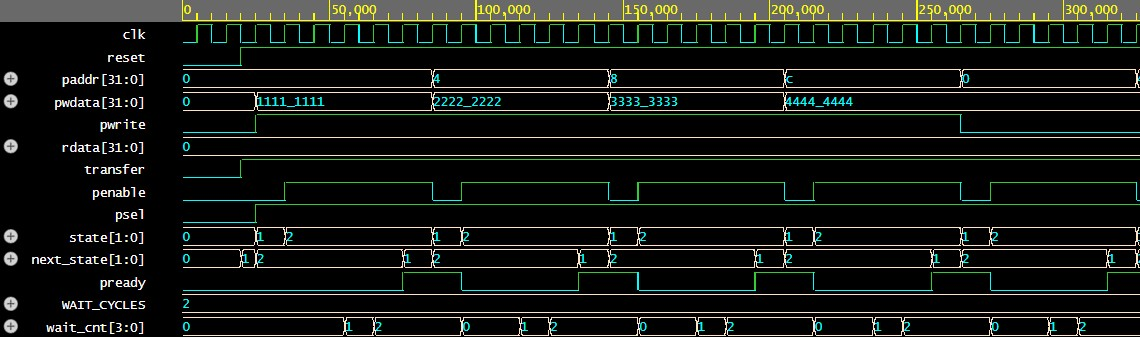 0 50,000 100,000 150,000 200,000 250,000 300,000
clk
reset
paddr[31:0] 0 4 8 c 0
pwdata[31:0] 0 1111_1111 2222_2222 3333_3333 4444_4444
pwrite
rdata[31:0] 0
transfer
penable
psel
state[1:0] 0 1 2 1 2 1 2 1 2 1 2
next_state[1:0] 0 1 2 1 2 1 2 1 2 1 2 1
pready
WAIT_CYCLES 2
wait_cnt[3:0] 0 1 2 0 1 2 0 1 2 0 1 2 0 1 2